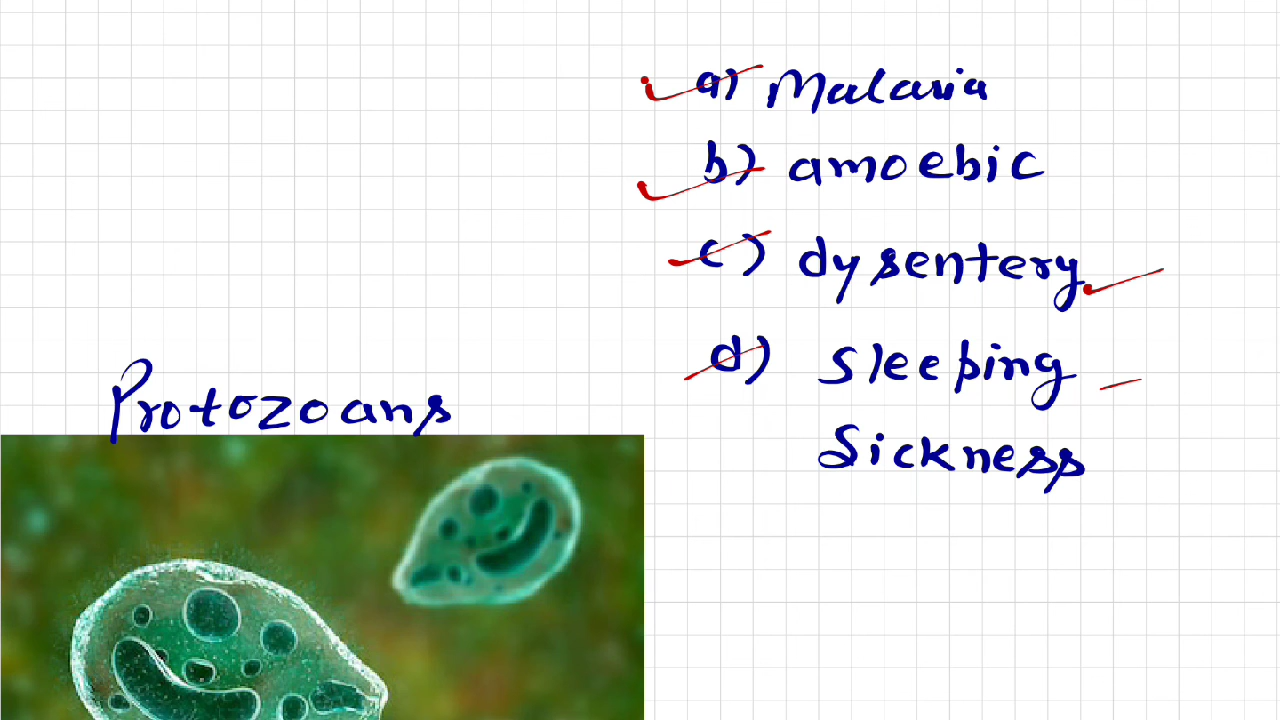 a) Malaria
b) amoebic
c) dysentery
d) sleeping
Sickness
Protozoans